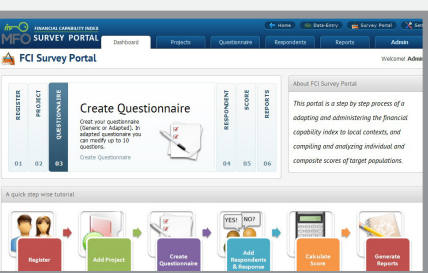 FINANCIAL CAPABILITY INDEX
MFO SURVEY PORTAL
Home
Data-Entry
Survey Portal
Dashboard
Projects
Questionnaire
Respondents
Reports
Admin
FCI Survey Portal
Welcome!
REGISTER
01
PROJECT
02
QUESTIONNAIRE
03
Create Questionnaire
Creat your questionnaire
(Generic or Adapted). In
adapted questionaire you
can modify up to 10
questions.
Create Questionnaire
RESPONDENT
04
SCORE
05
REPORTS
06
About FCI Survey Portal
This portal is a step by step process of a
adapting and administering the financial
capability index to local contexts, and
compiling and analyzing individual and
composite scores of target populations.
A quick step wise tutorial
Register
Add Project
Create
Questionnaire
YES! NO?
Add
Respondents
& Response
Calculate
Score
Generate
Reports